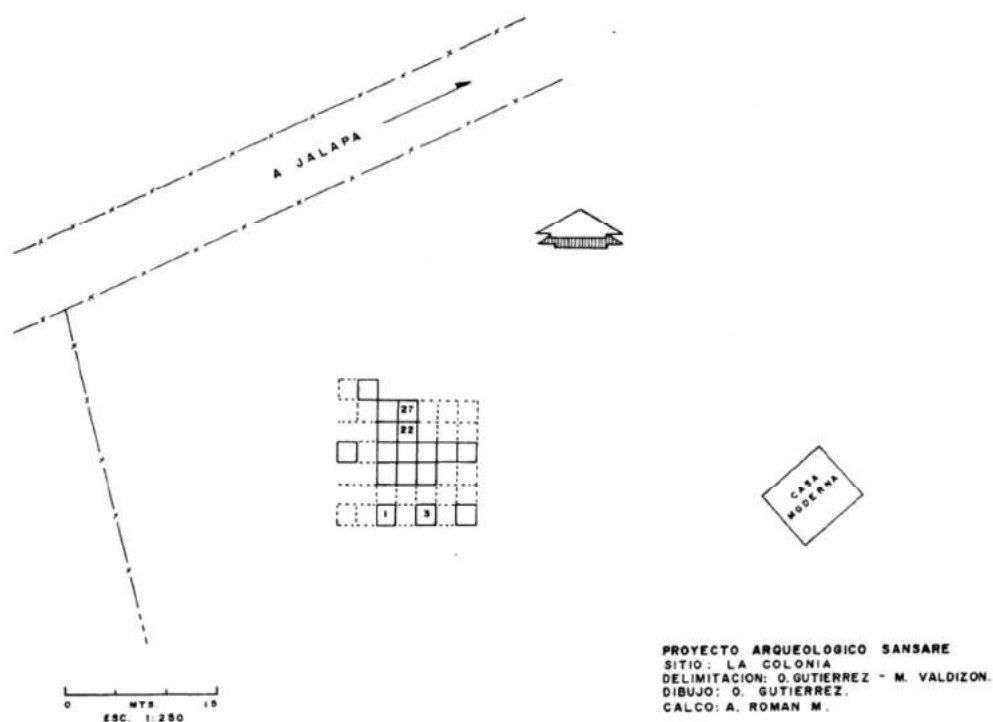 A JALAPA
27
22
1 3
CASA
MODERNA
0 MTS. 15
ESC. 1:250
PROYECTO ARQUEOLOGICO SANSARE
SITIO: LA COLONIA
DELIMITACION: O. GUTIERREZ - M. VALDIZON.
DIBUJO: O. GUTIERREZ.
CALCO: A. ROMAN M.